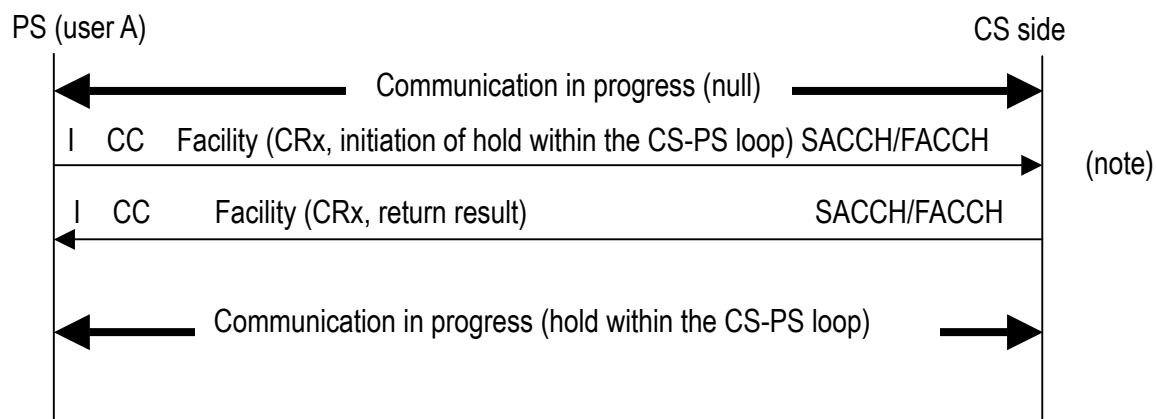 PS (user A)
CS side
Communication in progress (null)
I CC Facility (CRx, initiation of hold within the CS-PS loop) SACCH/FACCH
(note)
I CC Facility (CRx, return result) SACCH/FACCH
Communication in progress (hold within the CS-PS loop)